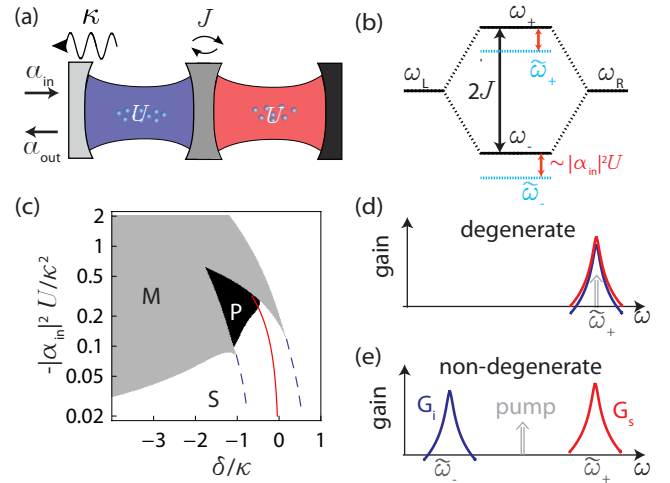 (a)
κ
J
α_in
α_out
U
U
(b)
ω_+
ω̃_+
ω_L
ω_R
2J
ω_-
~|α_in|²U
ω̃_-
(c)
-|α_in|² U/κ²
2
1
0.5
0.2
0.1
0.05
0.02
M
P
S
−3
−2
−1
0
1
δ/κ
(d)
degenerate
gain
ω̃_+
ω
(e)
non-degenerate
gain
G_i
pump
G_s
ω̃_-
ω̃_+
ω